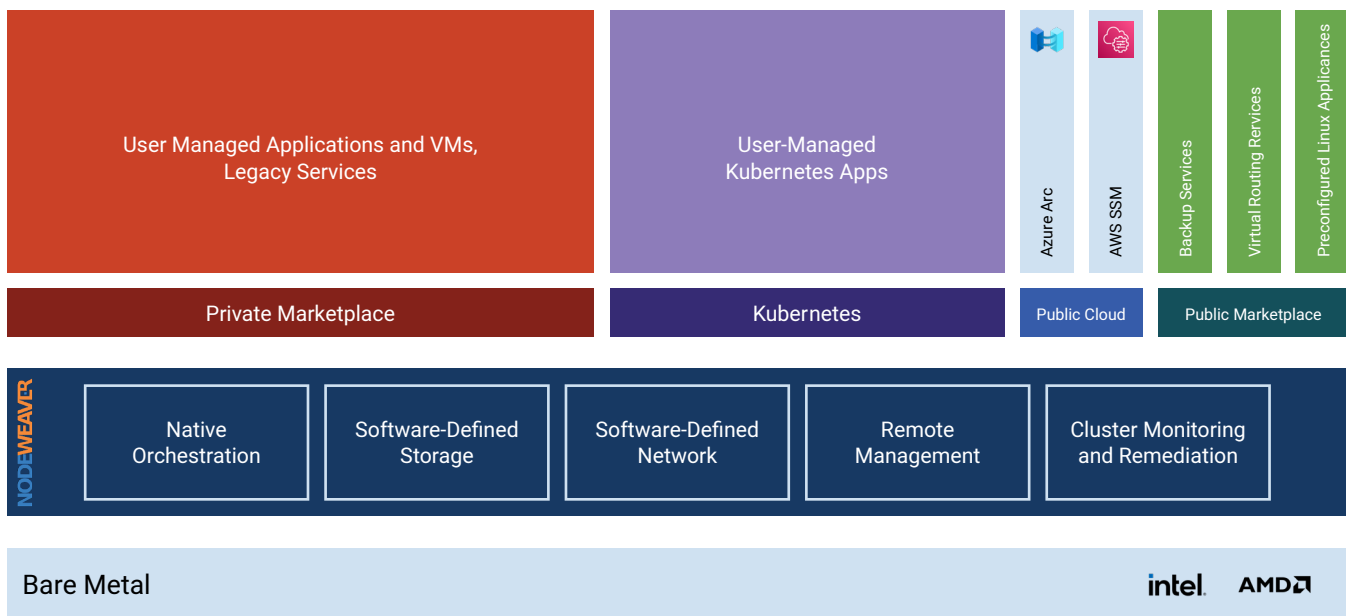 User Managed Applications and VMs,
Legacy Services
User-Managed
Kubernetes Apps
Azure Arc
AWS SSM
Backup Services
Virtual Routing Rervices
Preconfigured Linux Applicances
Private Marketplace
Kubernetes
Public Cloud
Public Marketplace
NODEWEAVER
Native
Orchestration
Software-Defined
Storage
Software-Defined
Network
Remote
Management
Cluster Monitoring
and Remediation
Bare Metal
intel.
AMD